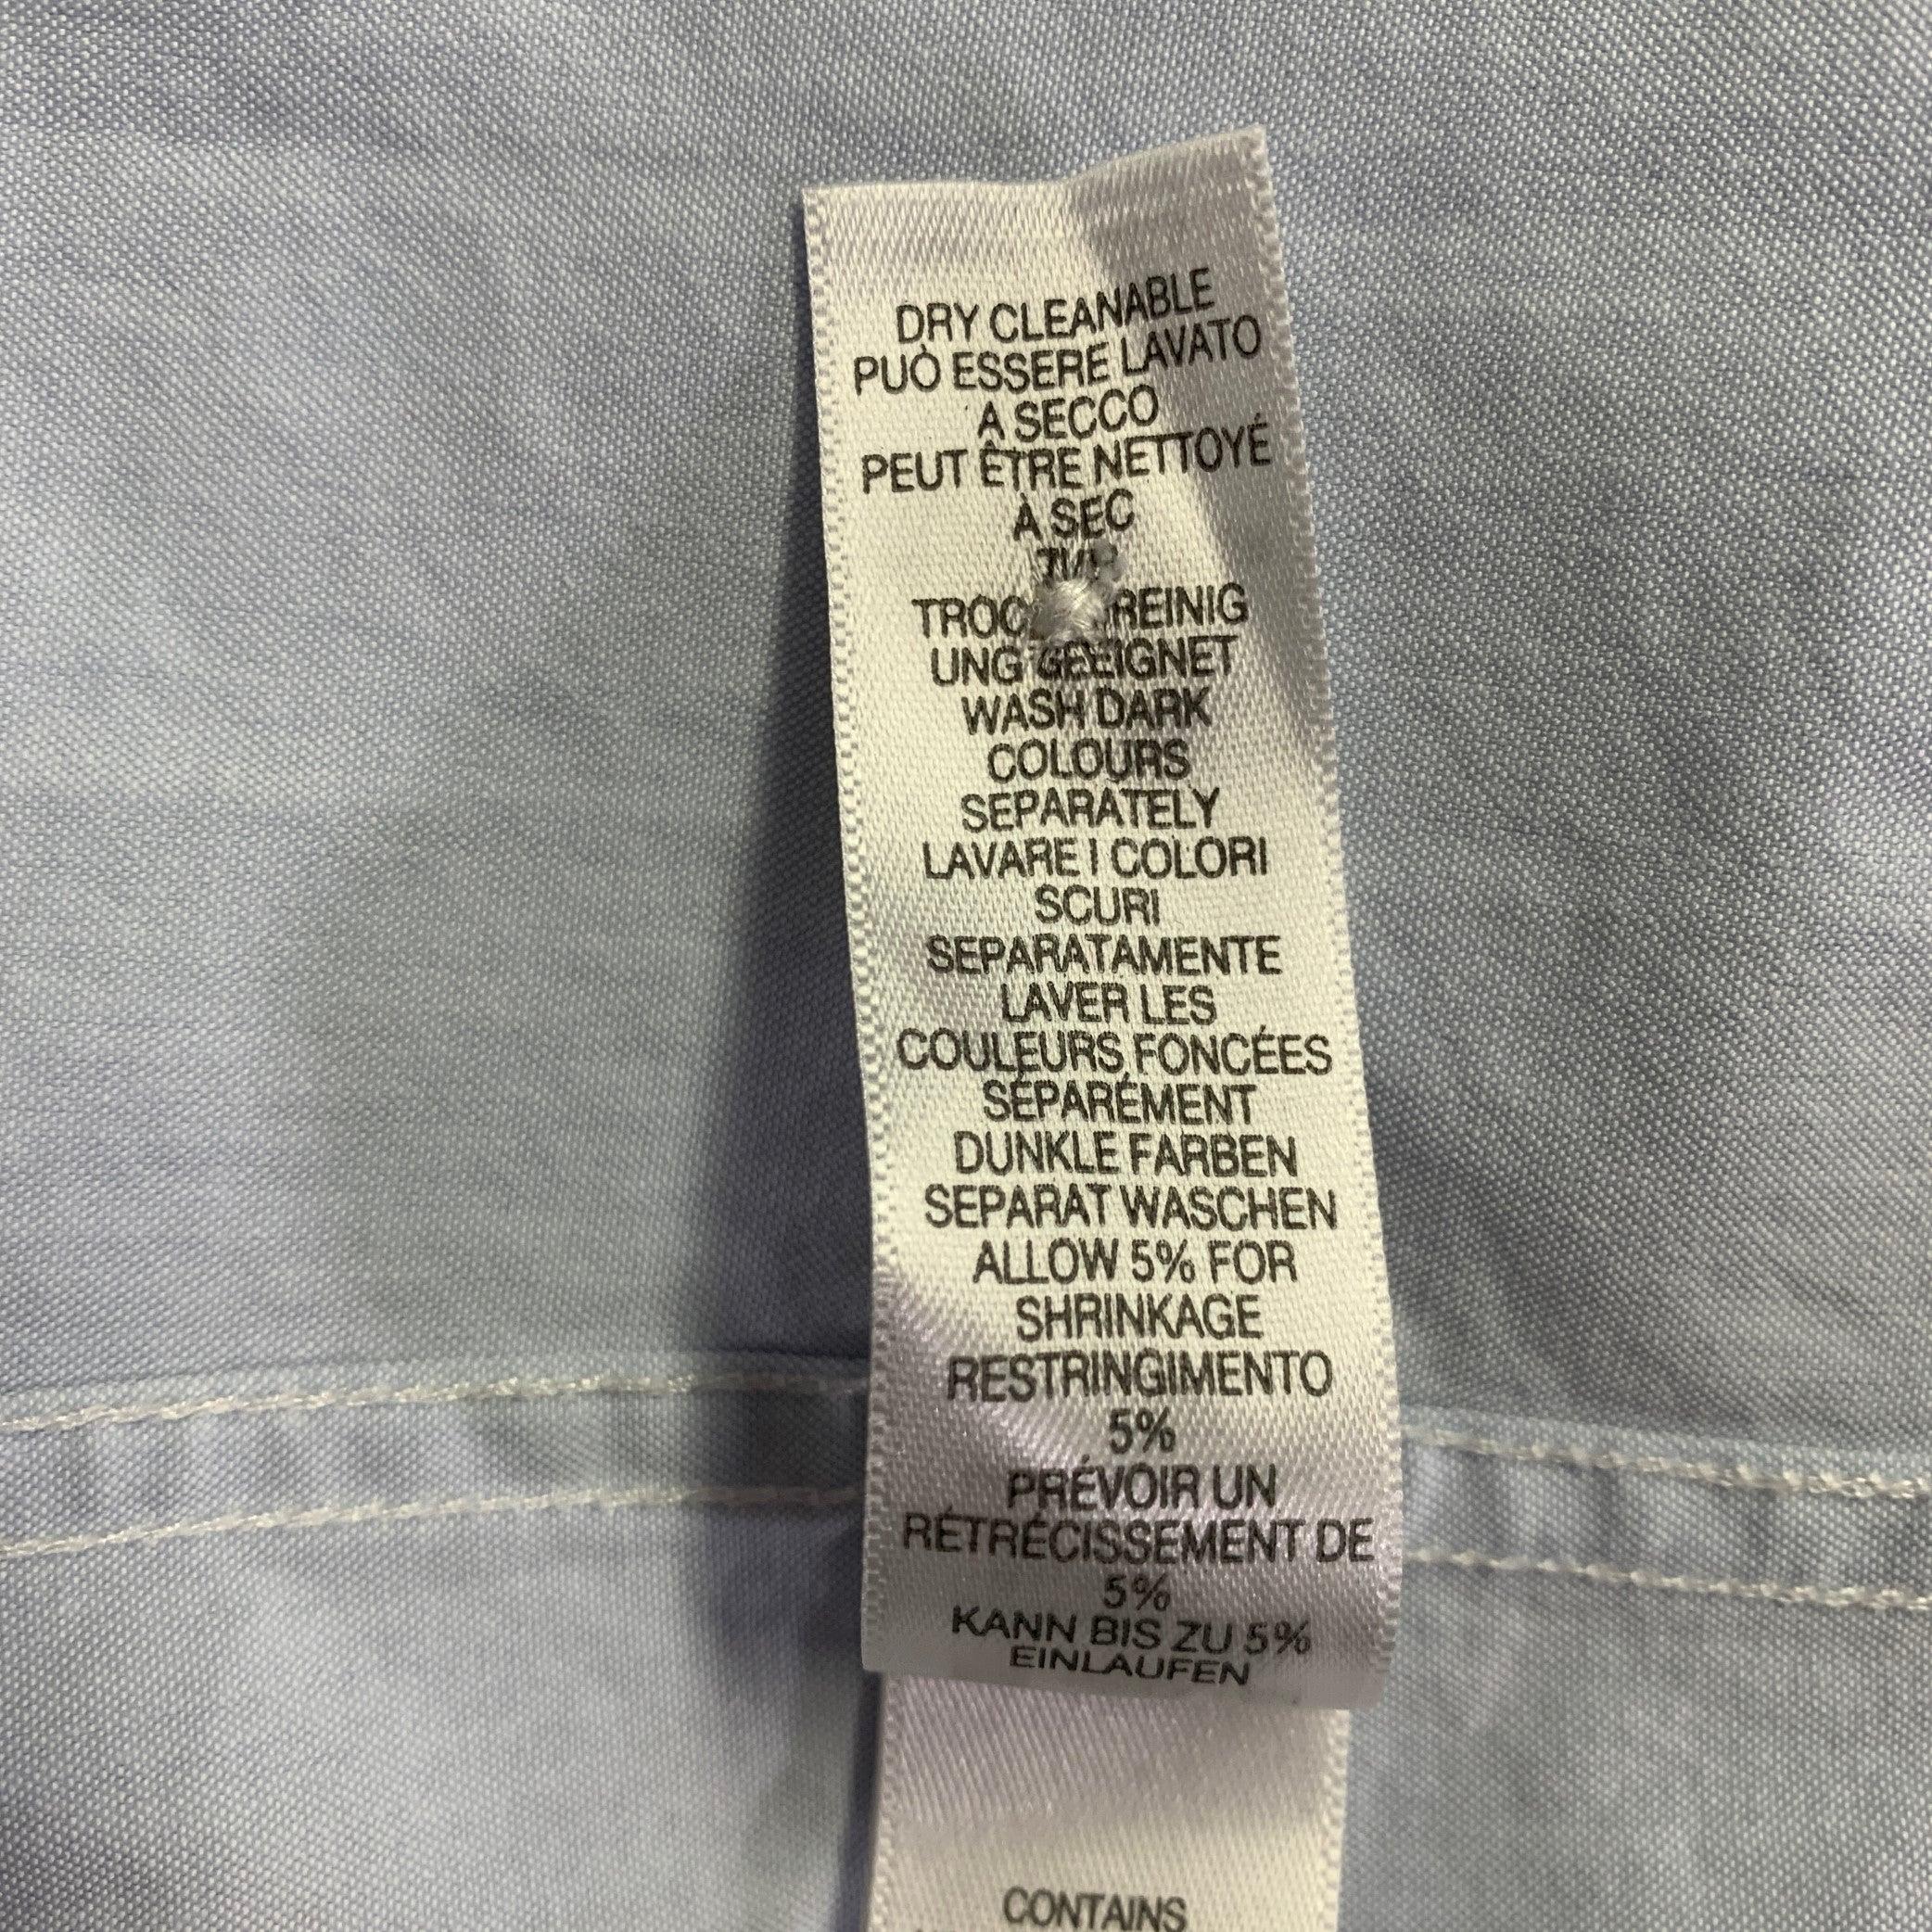 DRY CLEANABLE
PUÒ ESSERE LAVATO
A SECCO
PEUT ÊTRE NETTOYÉ
À SEC
UNG GEEIGNET
WASH DARK
COLOURS
SEPARATELY
LAVARE I COLORI
SCURI
SEPARATAMENTE
LAVER LES
COULEURS FONCÉES
SÉPARÉMENT
DUNKLE FARBEN
SEPARAT WASCHEN
ALLOW 5% FOR
SHRINKAGE
RESTRINGIMENTO
5%
PRÉVOIR UN
RÉTRÉCISSEMENT DE
5%
KANN BIS ZU 5%
EINLAUFEN
CONTAINS